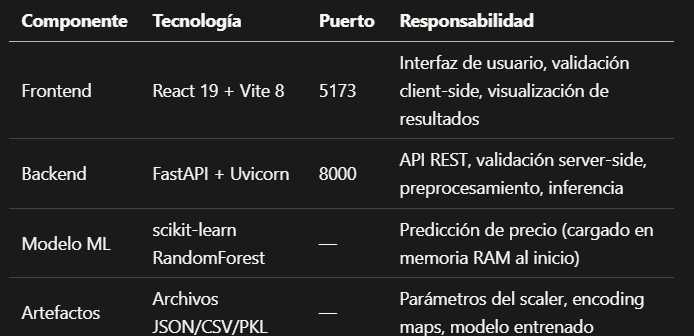 Componente Tecnología Puerto Responsabilidad
Interfaz de usuario, validación
Frontend React 19 + Vite 8 5173 client-side, visualización de
resultados
API REST, validación server-side,
Backend FastAPI + Uvicorn 8000
preprocesamiento, inferencia
scikit-learn Predicción de precio (cargado en
Modelo ML —
RandomForest memoria RAM al inicio)
Archivos Parámetros del scaler, encoding
Artefactos —
JSON/CSV/PKL maps, modelo entrenado